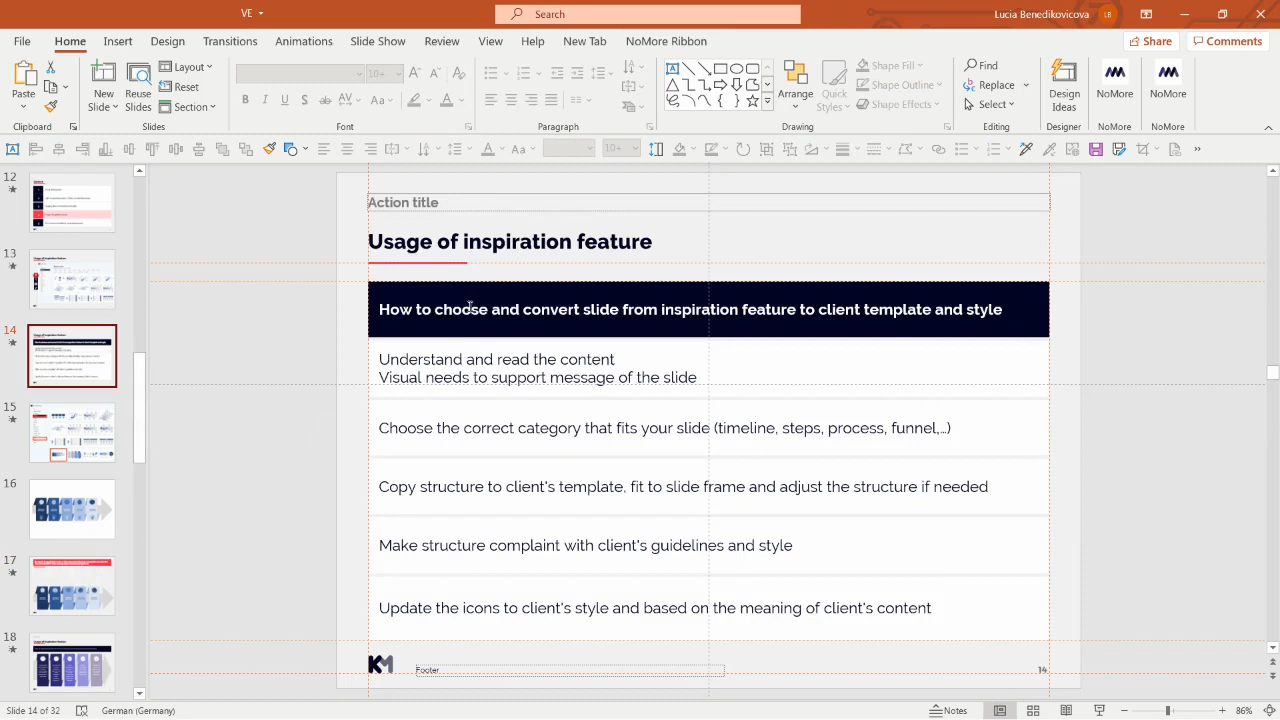 VE
Search
Lucia Benedikovicova
LB
File
Home
Insert
Design
Transitions
Animations
Slide Show
Review
View
Help
New Tab
NoMore Ribbon
Share
Comments
Paste
New
Slide
Reuse
Slides
Layout
Reset
Section
10+
Shape Fill
Shape Outline
Shape Effects
Arrange
Quick
Styles
Find
Replace
Select
Design
Ideas
NoMore
NoMore
Clipboard
Slides
Font
Paragraph
Drawing
Editing
Designer
NoMore
NoMore
10+
12
13
14
15
16
17
18
Action title
Usage of inspiration feature
How to choose and convert slide from inspiration feature to client template and style
Understand and read the content
Visual needs to support message of the slide
Choose the correct category that fits your slide (timeline, steps, process, funnel,…)
Copy structure to client's template, fit to slide frame and adjust the structure if needed
Make structure complaint with client's guidelines and style
Update the icons to client's style and based on the meaning of client's content
KM
Footer
14
Slide 14 of 32
German (Germany)
Notes
86%